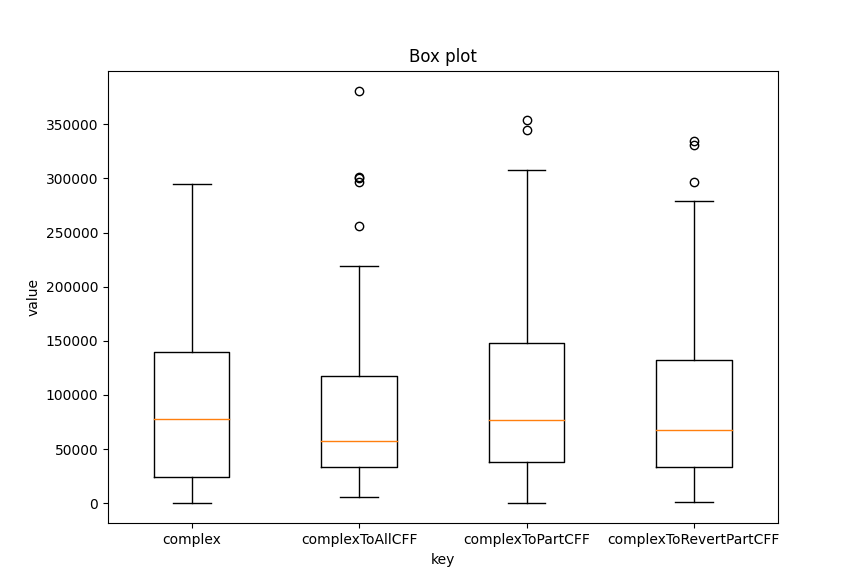 Box plot
350000
300000
250000
200000
150000
100000
50000
0
value
complex complexToAllCFF complexToPartCFF complexToRevertPartCFF
key